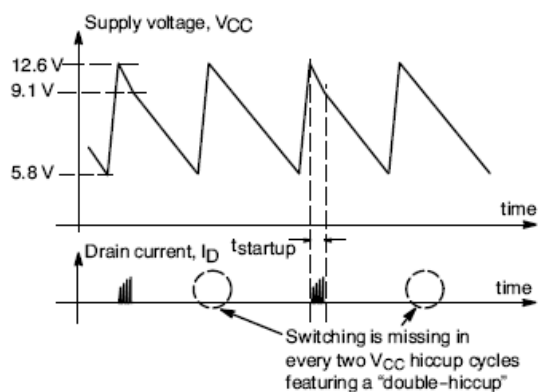 Supply voltage, VCC
12.6 V
9.1 V
5.8 V
time
tstartup
Drain current, ID
time
Switching is missing in
every two VCC hiccup cycles
featuring a “double−hiccup”